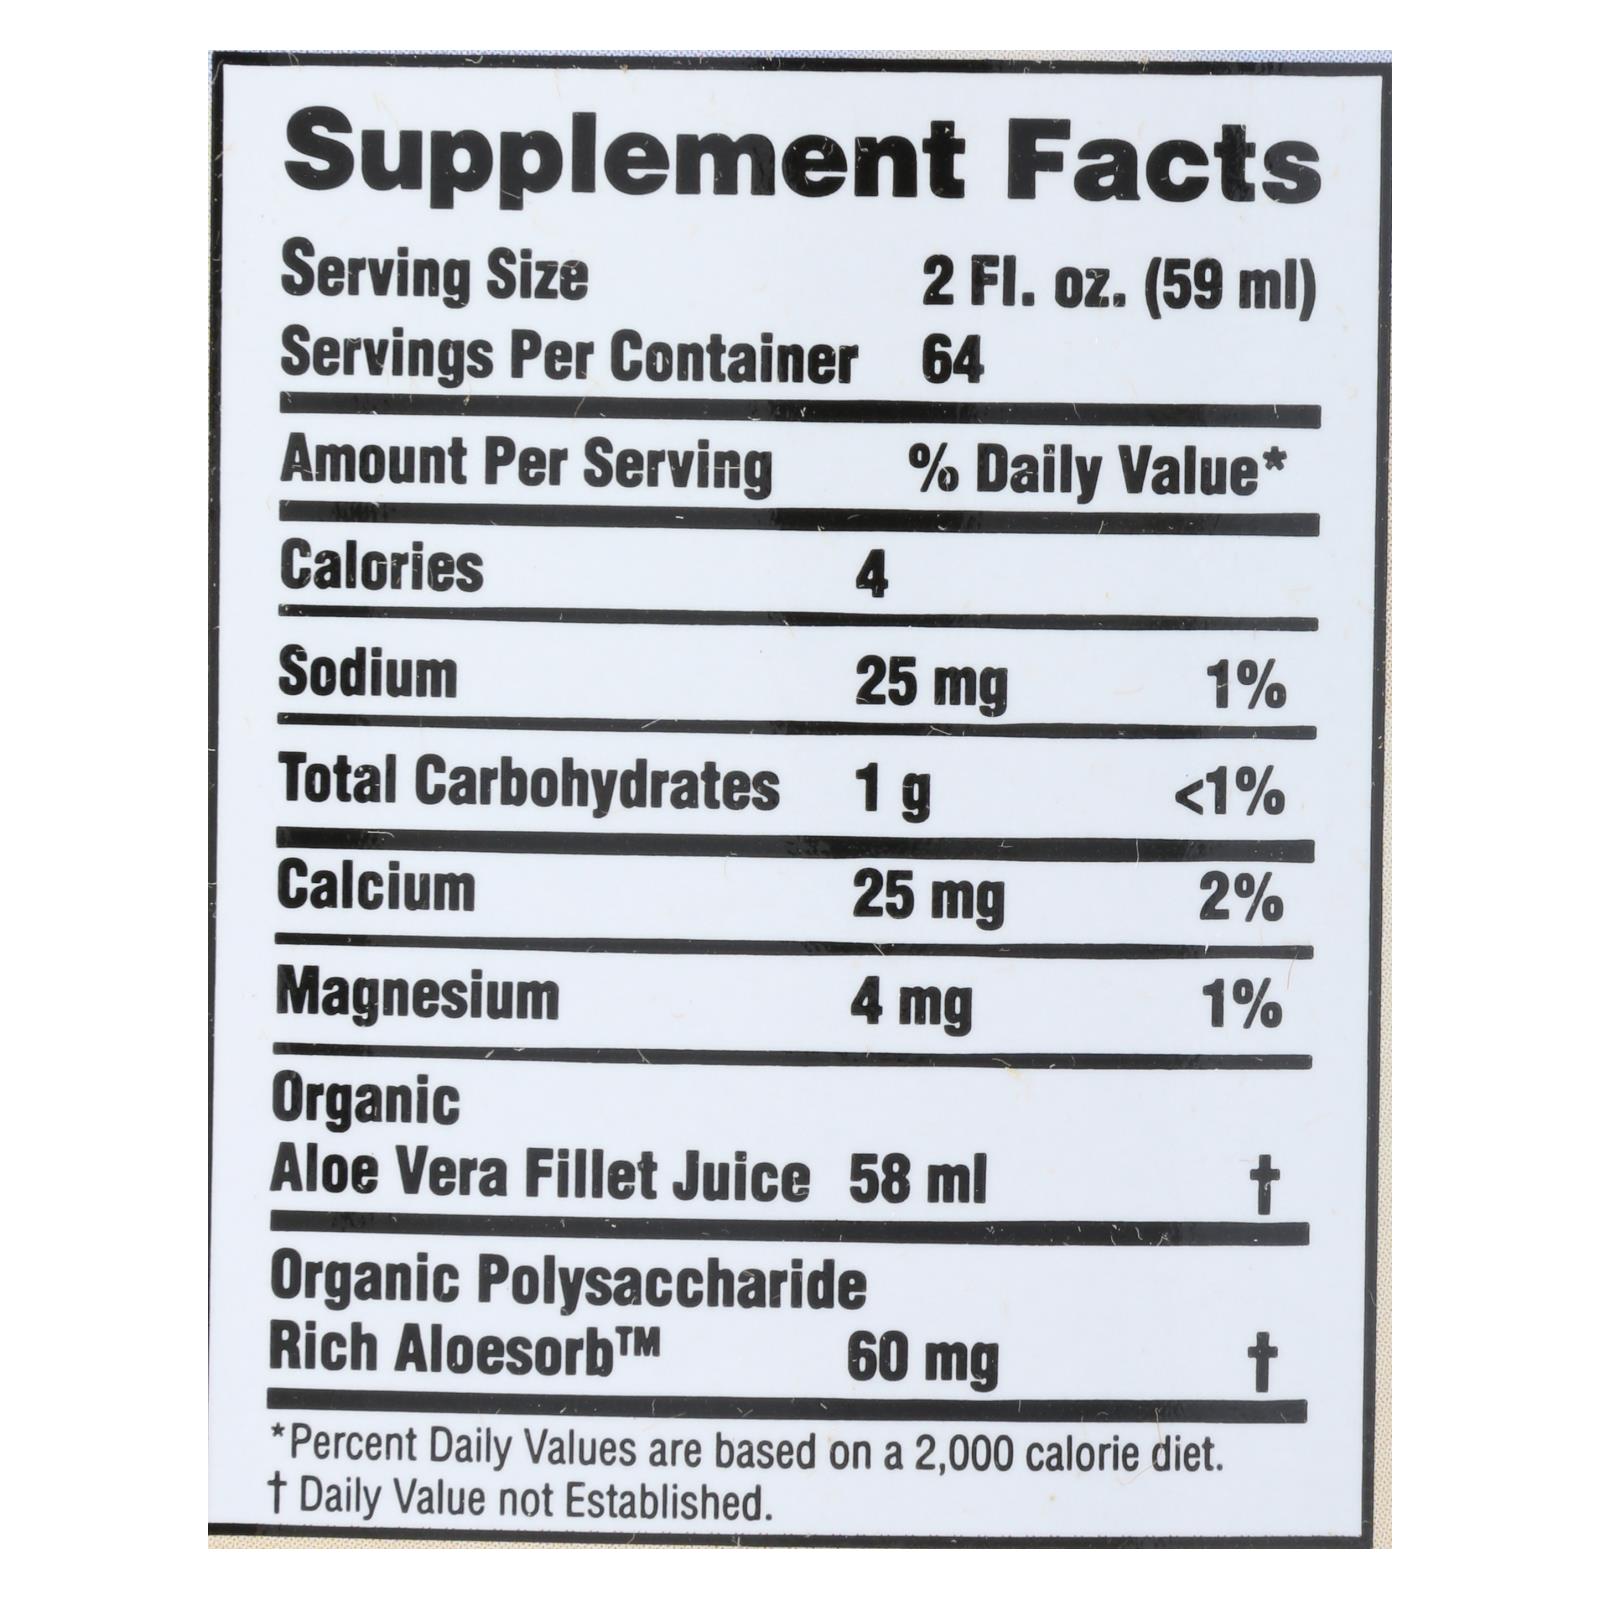 Supplement Facts
Serving Size 2 Fl. oz. (59 ml)
Servings Per Container 64
Amount Per Serving % Daily Value*
Calories 4
Sodium 25 mg 1%
Total Carbohydrates 1 g <1%
Calcium 25 mg 2%
Magnesium 4 mg 1%
Organic
Aloe Vera Fillet Juice 58 ml †
Organic Polysaccharide
Rich Aloesorb™ 60 mg †
*Percent Daily Values are based on a 2,000 calorie diet.
† Daily Value not Established.